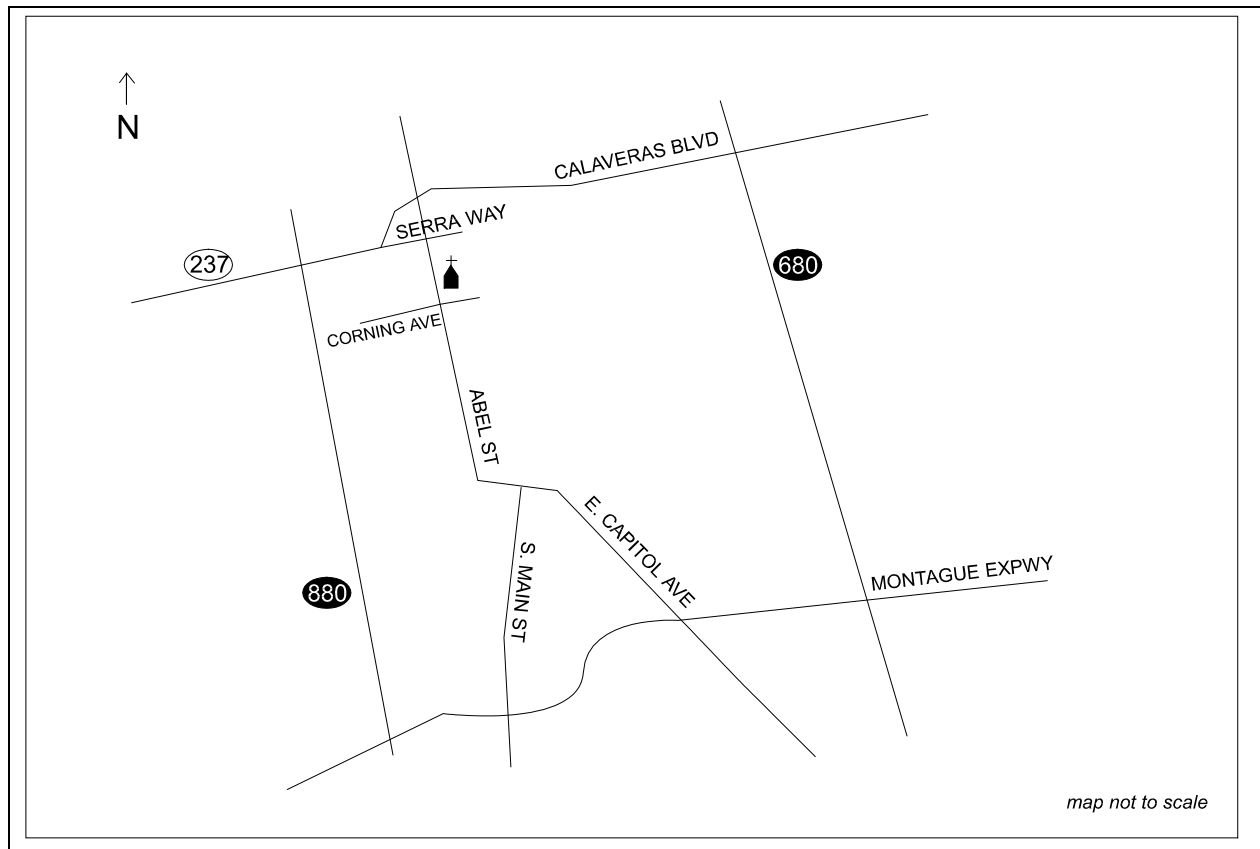 N
CALAVERAS BLVD
SERRA WAY
237
680
CORNING AVE
ABEL ST
E. CAPITOL AVE
S. MAIN ST
MONTAGUE EXPWY
880
map not to scale